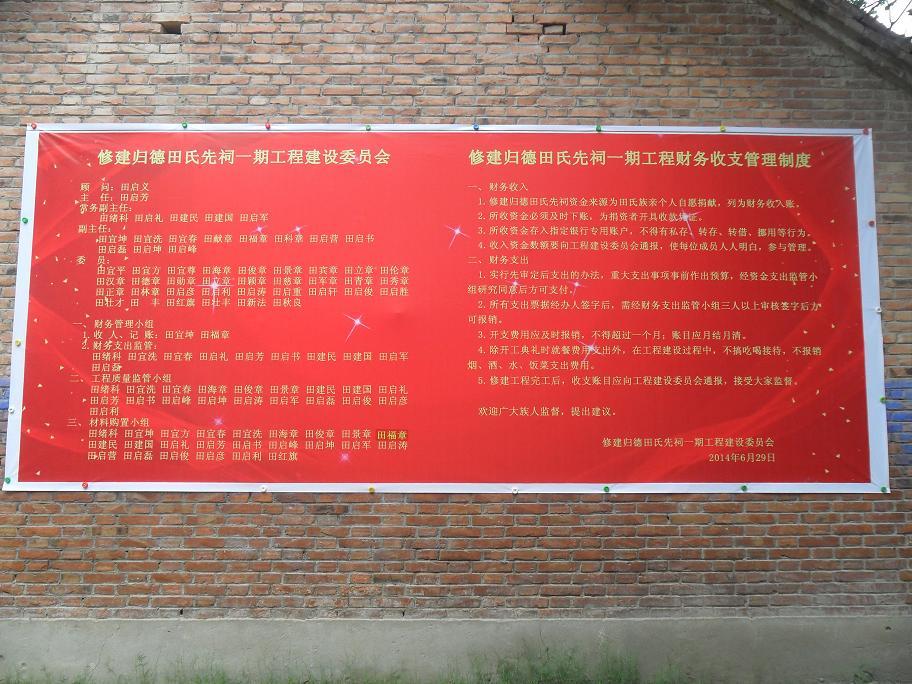 修建归德田氏先祠一期工程建设委员会
顾 问：田启义
主 任：田启芳
常务副主任：
田绪科 田启礼 田建民 田建国 田启军
副主任：
田宜坤 田宜洗 田宜春 田献章 田福章 田科章 田启营 田启书
田启磊 田启坤 田启峰
委 员：
田宜平 田宜方 田宜尊 田海章 田俊章 田景章 田宾章 田立章 田伦章
田汉章 田德章 田勋章 田立章 田颐章 田慈章 田军章 田青章 田秀章
田正章 田林章 田启彦 田启利 田启涛 田启重 田启轩 田启俊 田启胜
田壮才 田 丰 田红旗 田壮丰 田新法 田秋良
一、 财务管理小组
1. 收 入、记 账：田宜坤 田福章
2. 财务支出监管：
田绪科 田宜洗 田宜春 田启礼 田启芳 田启书 田建民 田建国 田启军
田启磊
二、 工程质量监管小组
田绪科 田宜洗 田宜春 田海章 田俊章 田景章 田建民 田建国 田启礼
田启芳 田启书 田启峰 田启坤 田启涛 田启军 田启磊 田启俊 田启彦
田启利
三、 材料购置小组
田绪科 田宜坤 田宜方 田宜春 田宜洗 田海章 田俊章 田景章 田福章
田建民 田建国 田启礼 田启芳 田启书 田启峰 田启坤 田启军 田启涛
田启营 田启磊 田启俊 田启彦 田启利 田红旗
修建归德田氏先祠一期工程财务收支管理制度
一、 财务收入
1. 修建归德田氏先祠资金来源为田氏族亲个人自愿捐献，列为财务收入账。
2. 所收资金必须及时下账，为捐资者开具收款凭证。
3. 所收资金存入指定银行专用账户，不得有私存、转存、转借、挪用等行为。
4. 收入资金数额要向工程建设委员会通报，使每位成员人人明白，参与管理。
二、 财务支出
1. 实行先审定后支出的办法，重大支出事项事前作出预算，经资金支出监管小
组研究同意后方可支付。
2. 所有支出票据经办人签字后，需经财务支出监管小组三人以上审核签字后方
可报销。
3. 开支费用应及时报销，不得超过一个月；账目应月结月清。
4. 除开工典礼时就餐费用支出外，在工程建设过程中，不搞吃喝接待，不报销
烟、酒、水、饭菜支出费用。
5. 修建工程完工后，收支账目应向工程建设委员会通报，接受大家监督。
欢迎广大族人监督，提出建议。
修建归德田氏先祠一期工程建设委员会
2014年6月29日